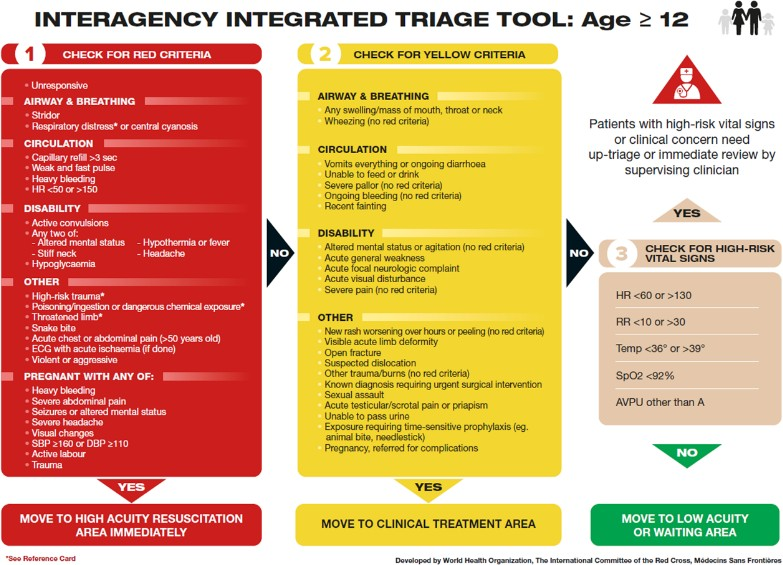 INTERAGENCY INTEGRATED TRIAGE TOOL: Age ≥ 12
1 CHECK FOR RED CRITERIA
• Unresponsive
AIRWAY & BREATHING
• Stridor
• Respiratory distress* or central cyanosis
CIRCULATION
• Capillary refill >3 sec
• Weak and fast pulse
• Heavy bleeding
• HR <50 or >150
DISABILITY
• Active convulsions
• Any two of:
- Altered mental status - Hypothermia or fever
- Stiff neck - Headache
• Hypoglycaemia
OTHER
• High-risk trauma*
• Poisoning/ingestion or dangerous chemical exposure*
• Threatened limb*
• Snake bite
• Acute chest or abdominal pain (>50 years old)
• ECG with acute ischaemia (if done)
• Violent or aggressive
PREGNANT WITH ANY OF:
• Heavy bleeding
• Severe abdominal pain
• Seizures or altered mental status
• Severe headache
• Visual changes
• SBP ≥160 or DBP ≥110
• Active labour
• Trauma
YES
MOVE TO HIGH ACUITY RESUSCITATION
AREA IMMEDIATELY
NO
2 CHECK FOR YELLOW CRITERIA
AIRWAY & BREATHING
• Any swelling/mass of mouth, throat or neck
• Wheezing (no red criteria)
CIRCULATION
• Vomits everything or ongoing diarrhoea
• Unable to feed or drink
• Severe pallor (no red criteria)
• Ongoing bleeding (no red criteria)
• Recent fainting
DISABILITY
• Altered mental status or agitation (no red criteria)
• Acute general weakness
• Acute focal neurologic complaint
• Acute visual disturbance
• Severe pain (no red criteria)
OTHER
• New rash worsening over hours or peeling (no red criteria)
• Visible acute limb deformity
• Open fracture
• Suspected dislocation
• Other trauma/burns (no red criteria)
• Known diagnosis requiring urgent surgical intervention
• Sexual assault
• Acute testicular/scrotal pain or priapism
• Unable to pass urine
• Exposure requiring time-sensitive prophylaxis (eg.
animal bite, needlestick)
• Pregnancy, referred for complications
YES
MOVE TO CLINICAL TREATMENT AREA
NO
Patients with high-risk vital signs
or clinical concern need
up-triage or immediate review by
supervising clinician
YES
3 CHECK FOR HIGH-RISK
VITAL SIGNS
HR <60 or >130
RR <10 or >30
Temp <36° or >39°
SpO2 <92%
AVPU other than A
NO
MOVE TO LOW ACUITY
OR WAITING AREA
*See Reference Card
Developed by World Health Organization, The International Committee of the Red Cross, Médecins Sans Frontières